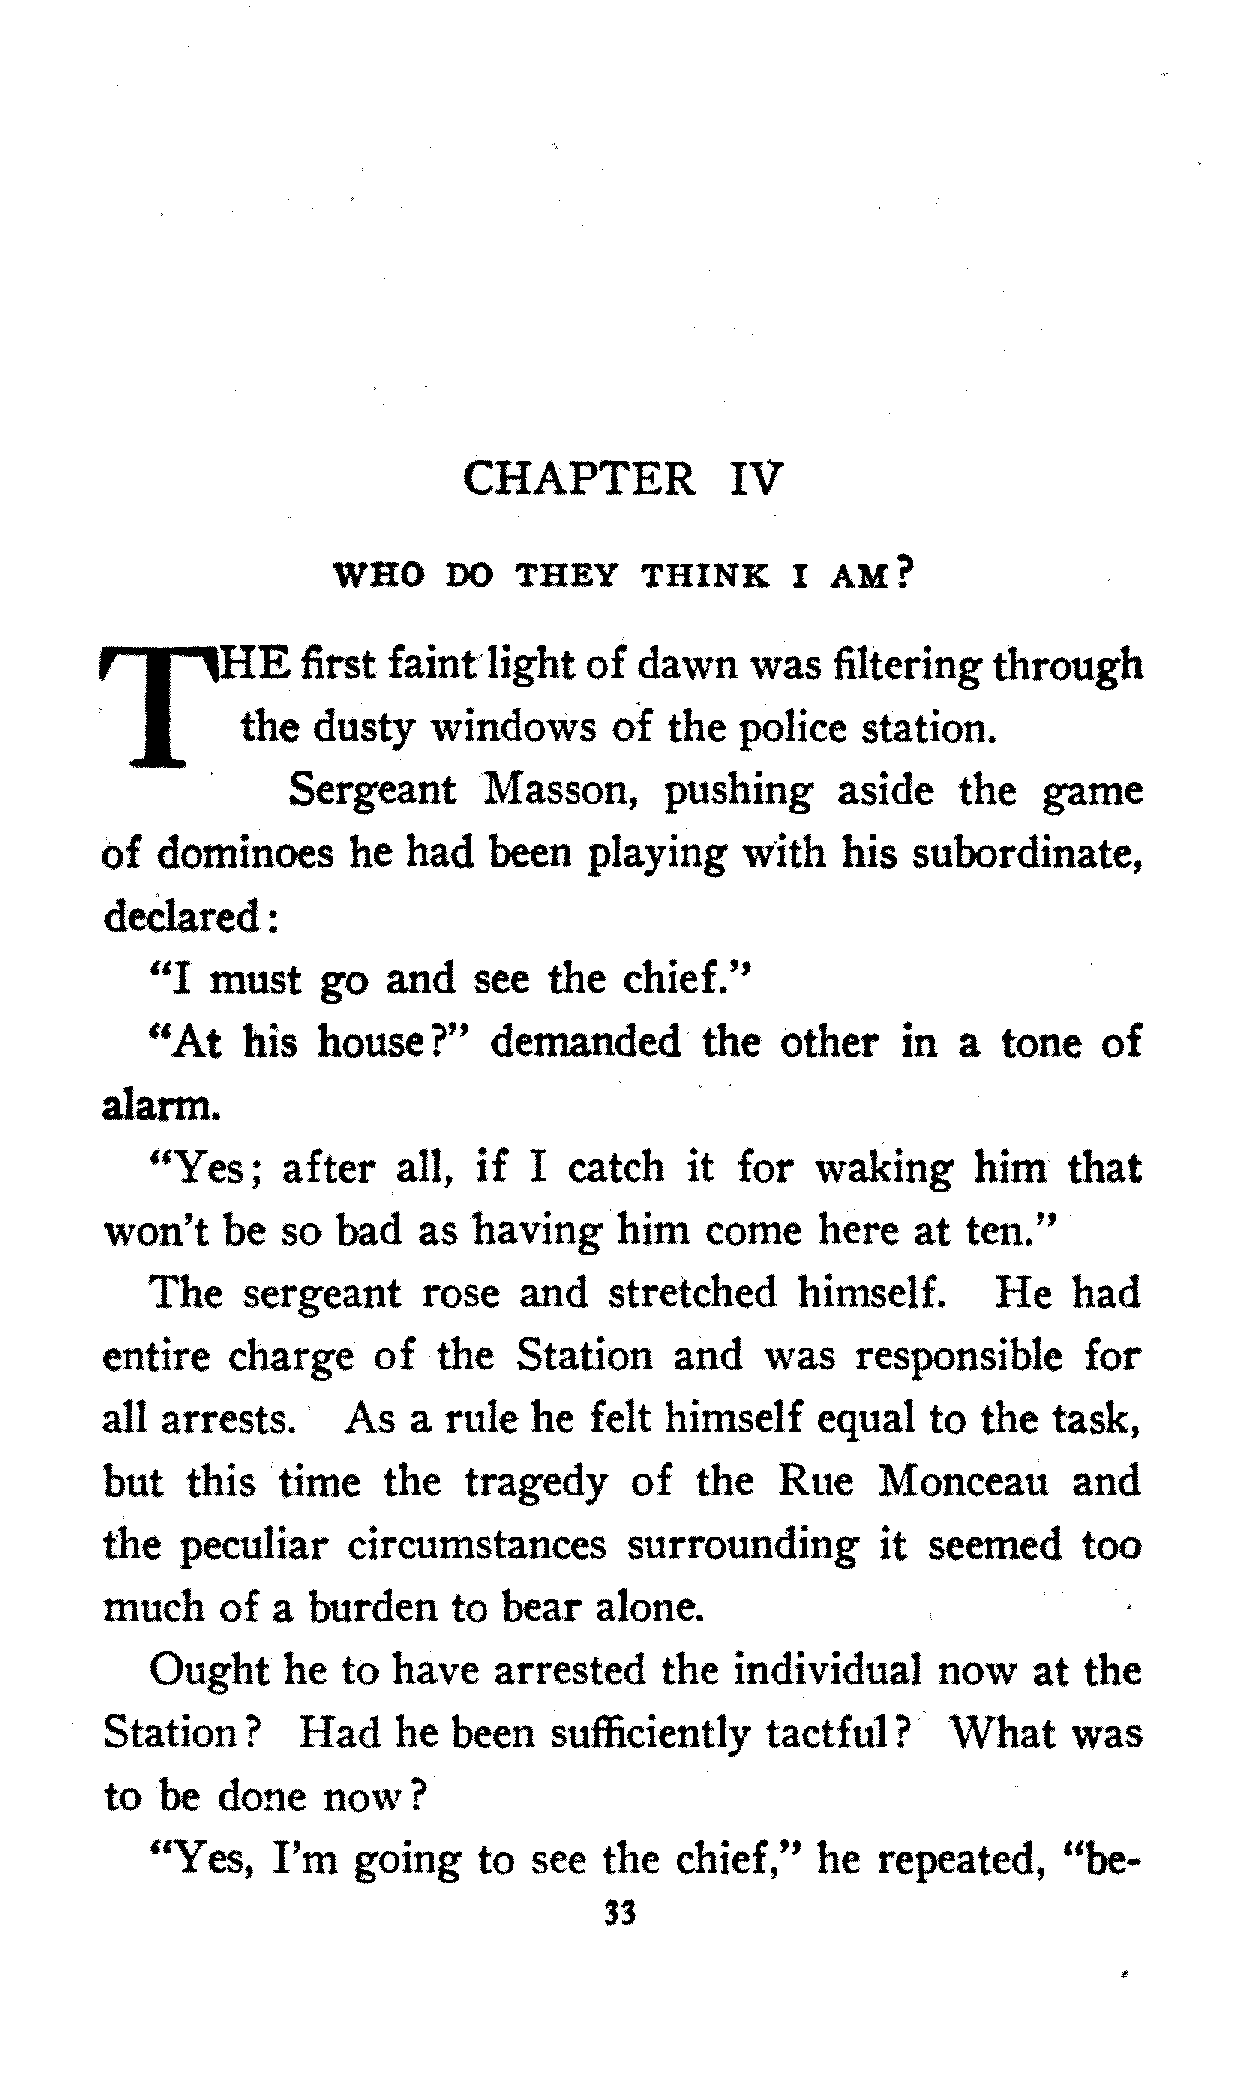 CHAPTER IV
WHO DO THEY THINK I AM?
THE first faint light of dawn was filtering through
the dusty windows of the police station.
Sergeant Masson, pushing aside the game
of dominoes he had been playing with his subordinate,
declared:
"I must go and see the chief."
"At his house?" demanded the other in a tone of
alarm.
"Yes; after all, if I catch it for waking him that
won't be so bad as having him come here at ten."
The sergeant rose and stretched himself. He had
entire charge of the Station and was responsible for
all arrests. As a rule he felt himself equal to the task,
but this time the tragedy of the Rue Monceau and
the peculiar circumstances surrounding it seemed too
much of a burden to bear alone.
Ought he to have arrested the individual now at the
Station? Had he been sufficiently tactful? What was
to be done now?
"Yes, I'm going to see the chief," he repeated, "be-
33